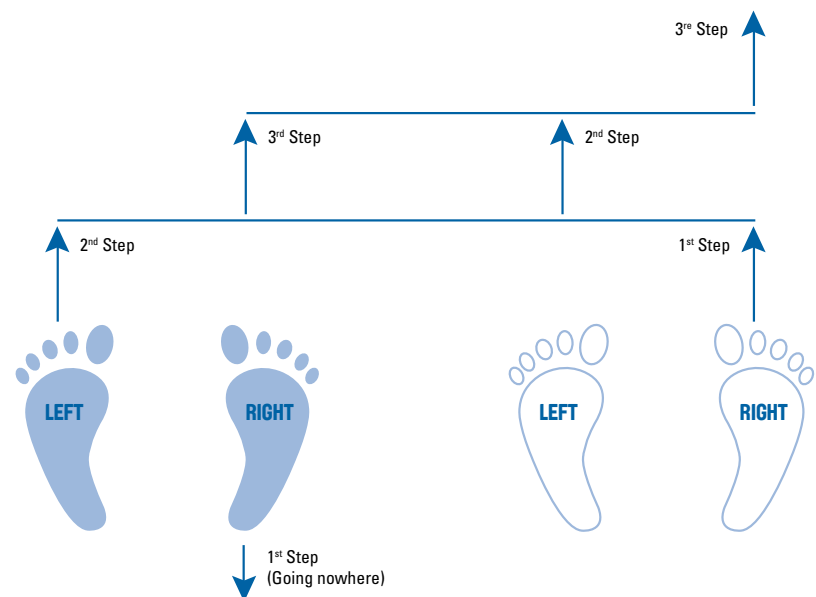 3re Step
3rd Step
2nd Step
2nd Step
1st Step
LEFT
RIGHT
LEFT
RIGHT
1st Step
(Going nowhere)